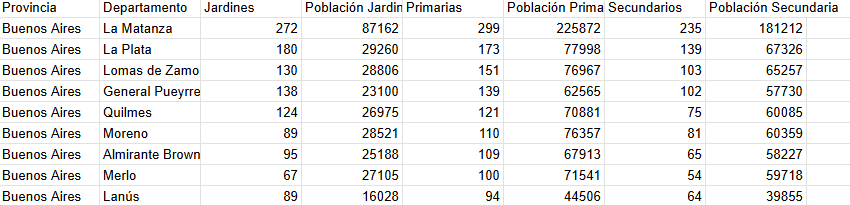 Provincia Departamento Jardines Población Jardin Primarias Población Prima Secundarios Población Secundaria
Buenos Aires La Matanza 272 87162 299 225872 235 181212
Buenos Aires La Plata 180 29260 173 77998 139 67326
Buenos Aires Lomas de Zamo 130 28806 151 76967 103 65257
Buenos Aires General Pueyrre 138 23100 139 62565 102 57730
Buenos Aires Quilmes 124 26975 121 70881 75 60085
Buenos Aires Moreno 89 28521 110 76357 81 60359
Buenos Aires Almirante Brown 95 25188 109 67913 65 58227
Buenos Aires Merlo 67 27105 100 71541 54 59718
Buenos Aires Lanús 89 16028 94 44506 64 39855